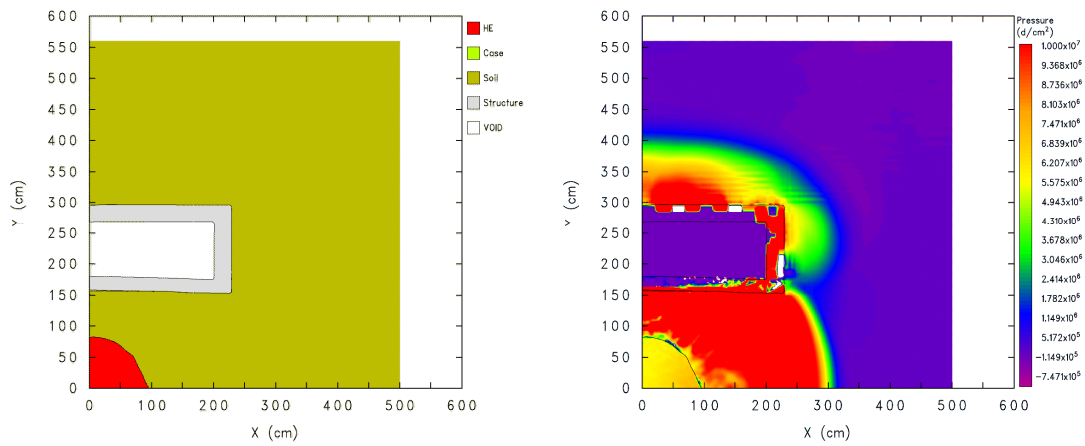 600
550
500
450
400
350
300
250
200
150
100
50
0
Y (cm)
0 100 200 300 400 500 600
X (cm)
HE
Case
Soil
Structure
VOID
600
550
500
450
400
350
300
250
200
150
100
50
0
Y (cm)
0 100 200 300 400 500 600
X (cm)
Pressure
(d/cm²)
1.000x10⁷
9.368x10⁶
8.103x10⁶
7.471x10⁶
6.839x10⁶
6.207x10⁶
5.575x10⁶
4.943x10⁶
4.310x10⁶
3.678x10⁶
3.046x10⁶
2.414x10⁶
1.782x10⁶
1.149x10⁶
5.172x10⁵
-1.149x10⁵
-7.471x10⁵